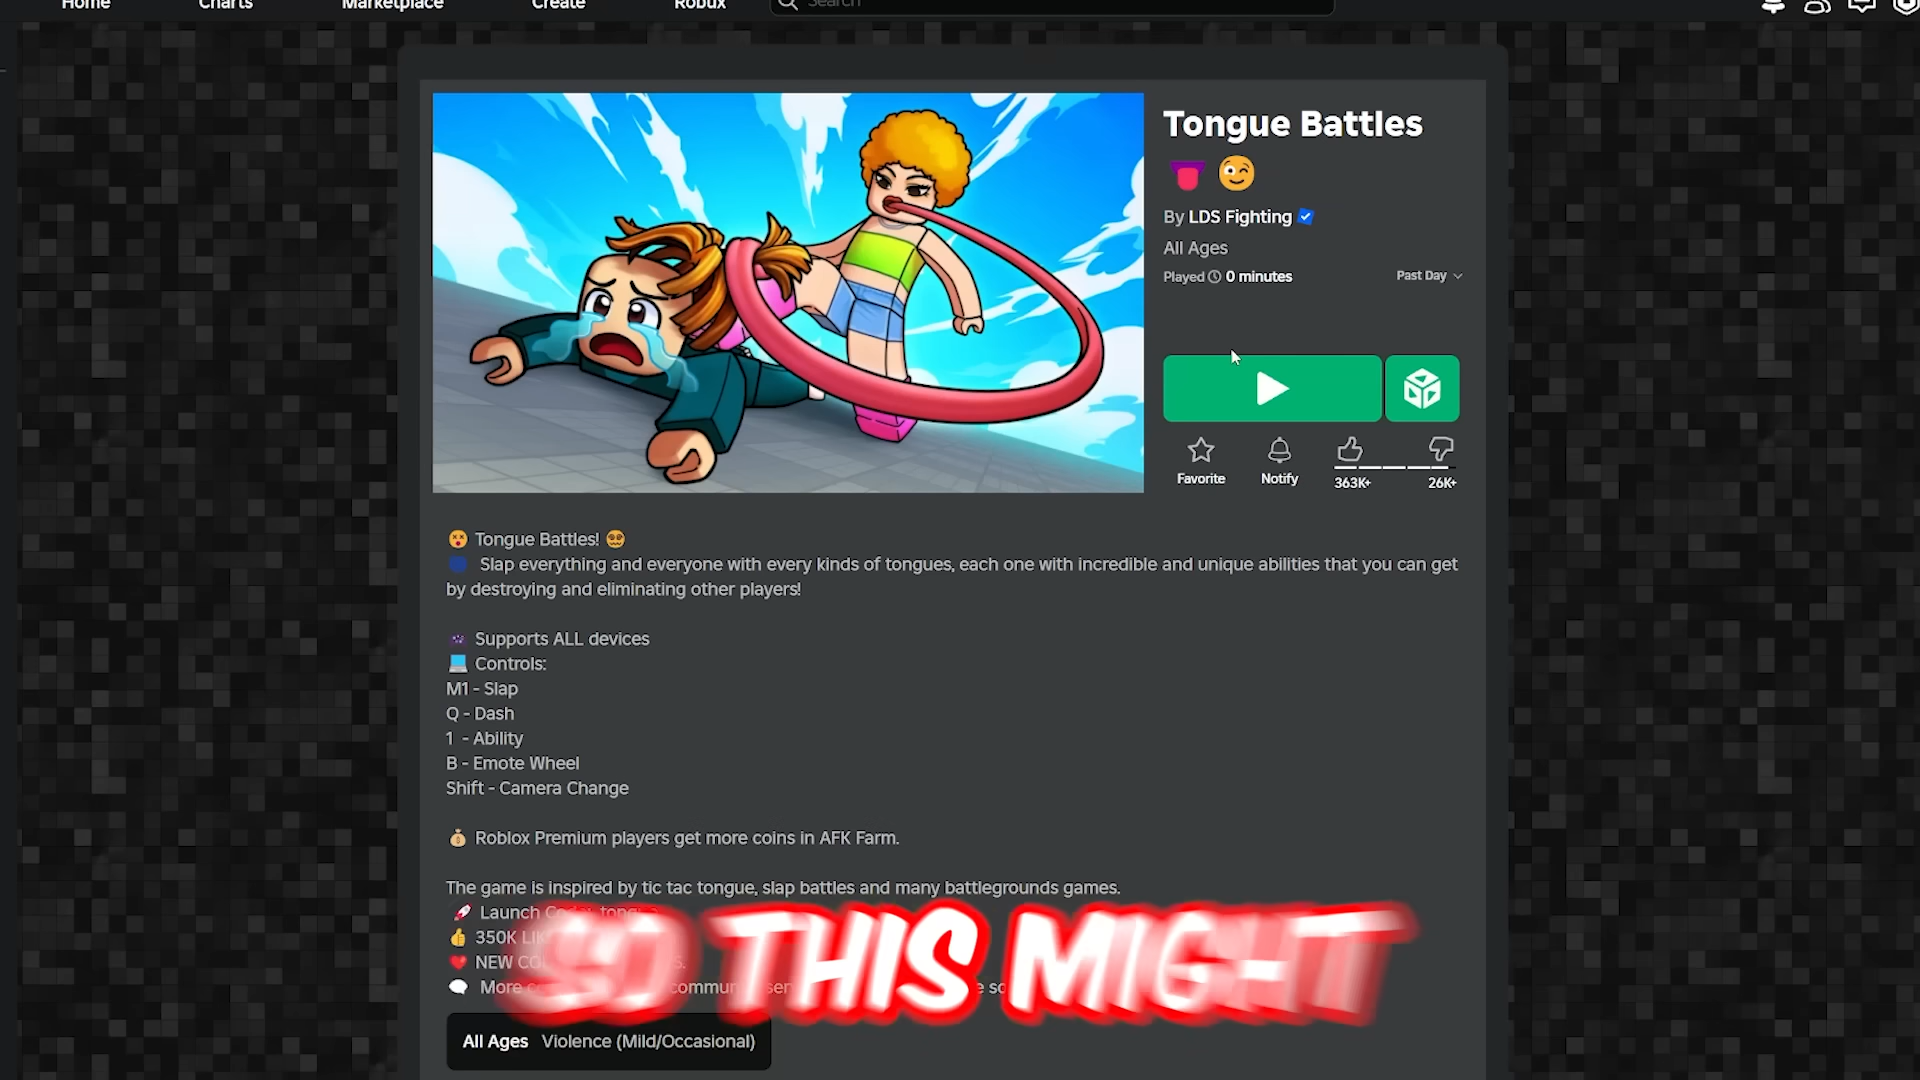 Home Charts Marketplace Create Robux Search
Tongue Battles
By LDS Fighting
All Ages
Played 0 minutes Past Day
Favorite Notify 363K+ 26K+
Tongue Battles!
Slap everything and everyone with every kinds of tongues, each one with incredible and unique abilities that you can get
by destroying and eliminating other players!
Supports ALL devices
Controls:
M1 - Slap
Q - Dash
1 - Ability
B - Emote Wheel
Shift - Camera Change
Roblox Premium players get more coins in AFK Farm.
The game is inspired by tic tac tongue, slap battles and many battlegrounds games.
Launch
350K
NEW
More
SO THIS MIGHT
All Ages Violence (Mild/Occasional)